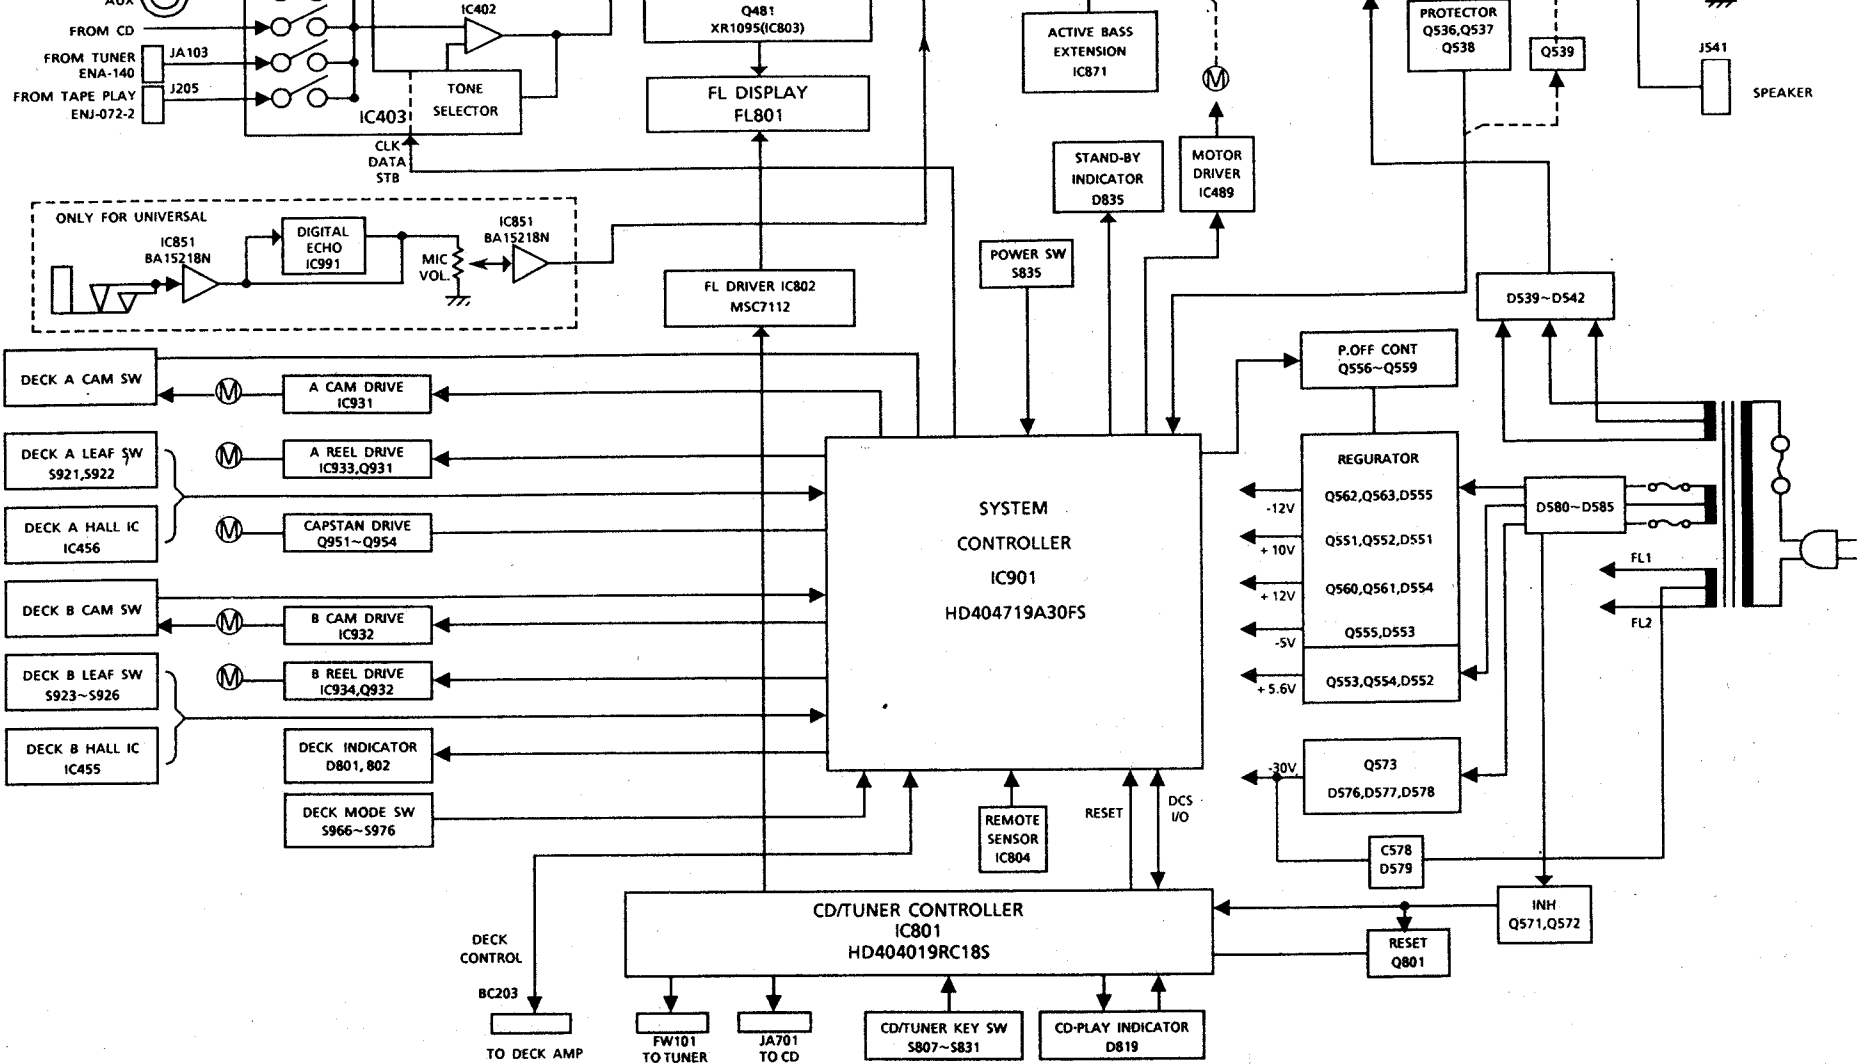 AUX
FROM CD
FROM TUNER
ENA-140
JA103
FROM TAPE PLAY
ENJ-072-2
J205
IC402
TONE
SELECTOR
IC403
CLK
DATA
STB
Q481
XR1095(IC803)
FL DISPLAY
FL801
ACTIVE BASS
EXTENSION
IC871
M
PROTECTOR
Q536,Q537
Q538
Q539
J541
SPEAKER
STAND-BY
INDICATOR
D835
MOTOR
DRIVER
IC489
ONLY FOR UNIVERSAL
IC851
BA15218N
DIGITAL
ECHO
IC991
MIC
VOL.
IC851
BA15218N
POWER SW
S835
FL DRIVER IC802
MSC7112
D539~D542
P.OFF CONT
Q556~Q559
DECK A CAM SW
M
A CAM DRIVE
IC931
DECK A LEAF SW
S921,S922
M
A REEL DRIVE
IC933,Q931
DECK A HALL IC
IC456
M
CAPSTAN DRIVE
Q951~Q954
DECK B CAM SW
M
B CAM DRIVE
IC932
DECK B LEAF SW
S923~S926
M
B REEL DRIVE
IC934,Q932
DECK B HALL IC
IC455
DECK INDICATOR
D801,802
DECK MODE SW
S966~S976
SYSTEM
CONTROLLER
IC901
HD404719A30FS
REGURATOR
-12V
Q562,Q563,D555
+10V
Q551,Q552,D551
+12V
Q560,Q561,D554
-5V
Q555,D553
+5.6V
Q553,Q554,D552
D580~D585
FL1
FL2
-30V
Q573
D576,D577,D578
C578
D579
REMOTE
SENSOR
IC804
RESET
DCS
I/O
INH
Q571,Q572
RESET
Q801
CD/TUNER CONTROLLER
IC801
HD404019RC18S
DECK
CONTROL
BC203
TO DECK AMP
FW101
TO TUNER
JA701
TO CD
CD/TUNER KEY SW
S807~S831
CD-PLAY INDICATOR
D819